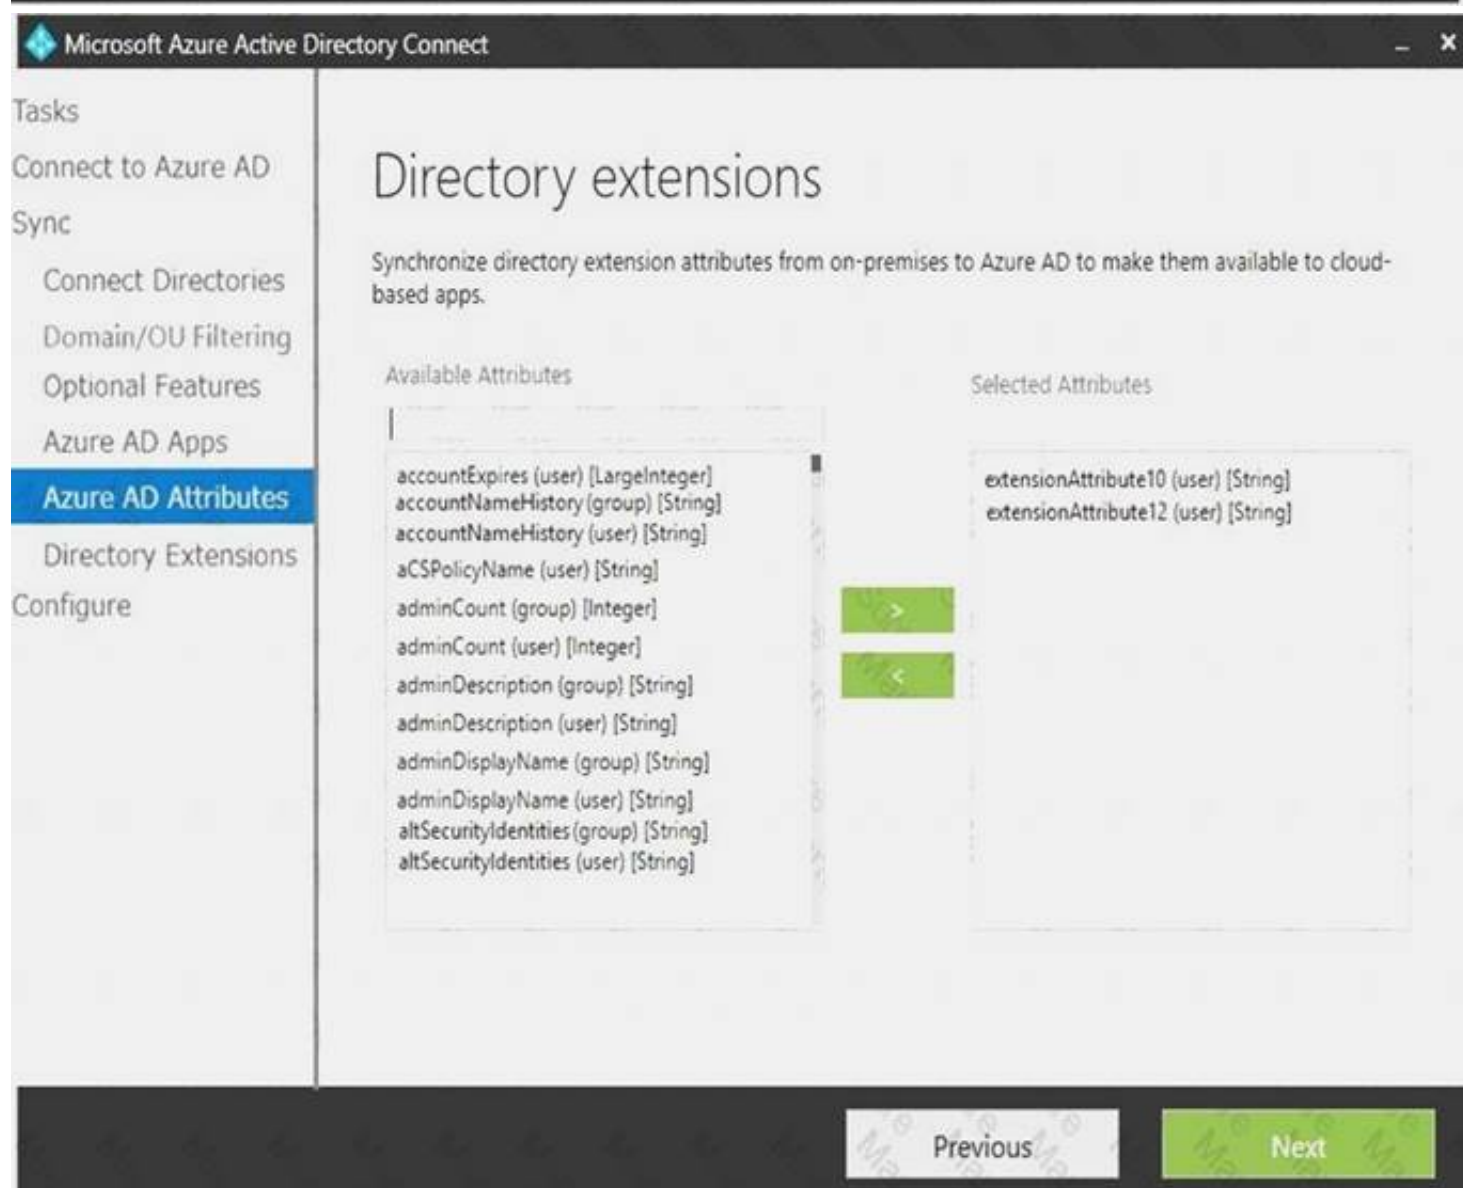 Microsoft Azure Active Directory Connect
Tasks
Connect to Azure AD
Sync
Connect Directories
Domain/OU Filtering
Optional Features
Azure AD Apps
Azure AD Attributes
Directory Extensions
Configure
Directory extensions
Synchronize directory extension attributes from on-premises to Azure AD to make them available to cloud-
based apps.
Available Attributes
accountExpires (user) [LargeInteger]
accountNameHistory (group) [String]
accountNameHistory (user) [String]
aCSPolicyName (user) [String]
adminCount (group) [Integer]
adminCount (user) [Integer]
adminDescription (group) [String]
adminDescription (user) [String]
adminDisplayName (group) [String]
adminDisplayName (user) [String]
altSecurityIdentities (group) [String]
altSecurityIdentities (user) [String]
>
<
Selected Attributes
extensionAttribute10 (user) [String]
extensionAttribute12 (user) [String]
Previous
Next